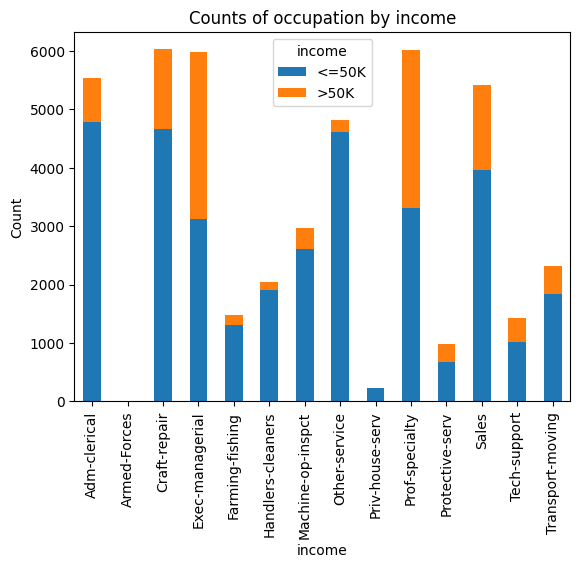 Counts of occupation by income
income
<=50K
>50K
Count
6000
5000
4000
3000
2000
1000
0
Adm-clerical
Armed-Forces
Craft-repair
Exec-managerial
Farming-fishing
Handlers-cleaners
Machine-op-inspct
Other-service
Priv-house-serv
Prof-specialty
Protective-serv
Sales
Tech-support
Transport-moving
income